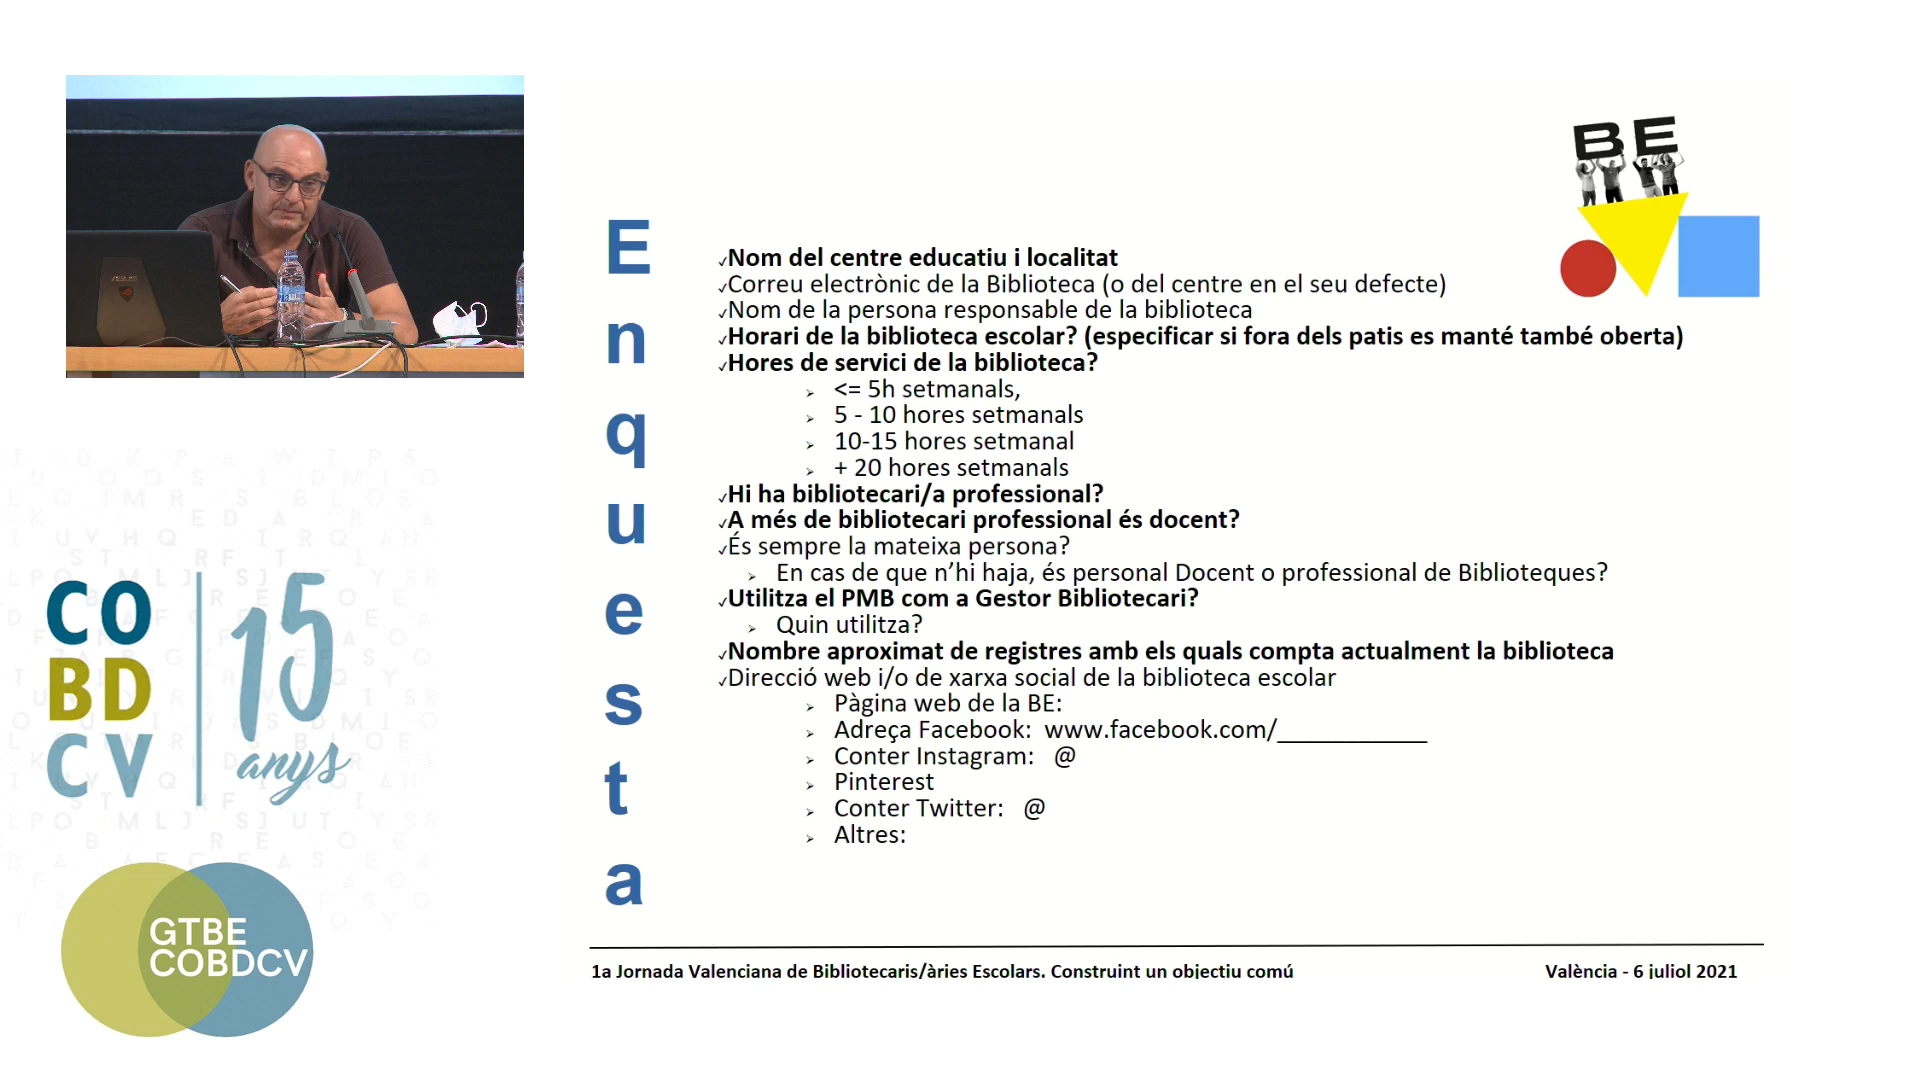 BE
Enquesta
Nom del centre educatiu i localitat
Correu electrònic de la Biblioteca (o del centre en el seu defecte)
Nom de la persona responsable de la biblioteca
Horari de la biblioteca escolar? (especificar si fora dels patis es manté també oberta)
Hores de servici de la biblioteca?
<= 5h setmanals,
5 - 10 hores setmanals
10-15 hores setmanal
+ 20 hores setmanals
Hi ha bibliotecari/a professional?
A més de bibliotecari professional és docent?
És sempre la mateixa persona?
En cas de que n’hi haja, és personal Docent o professional de Biblioteques?
Utilitza el PMB com a Gestor Bibliotecari?
Quin utilitza?
Nombre aproximat de registres amb els quals compta actualment la biblioteca
Direcció web i/o de xarxa social de la biblioteca escolar
Pàgina web de la BE:
Adreça Facebook: www.facebook.com/___________
Conter Instagram: @
Pinterest
Conter Twitter: @
Altres:
1a Jornada Valenciana de Bibliotecaris/àries Escolars. Construint un objectiu comú
València - 6 juliol 2021
ASUS
CO
BD
CV
15
anys
GTBE
COBDCV